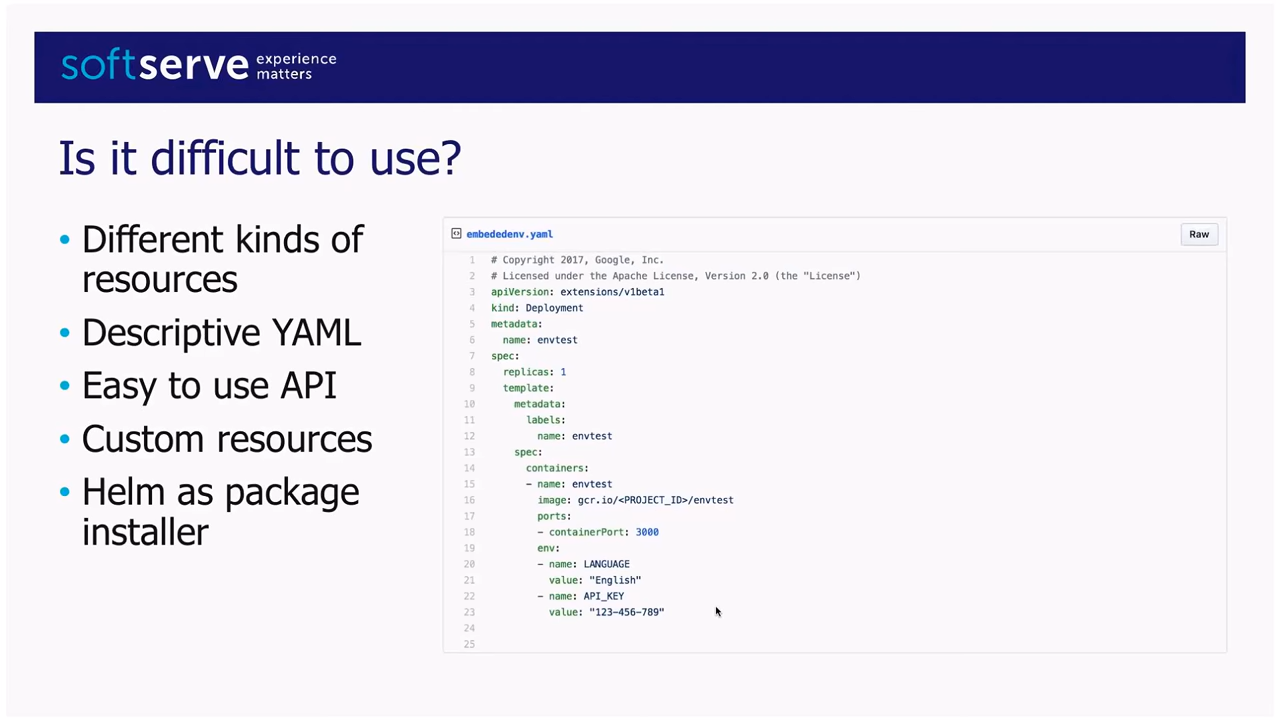 softserve experience
matters
Is it difficult to use?
• Different kinds of
resources
• Descriptive YAML
• Easy to use API
• Custom resources
• Helm as package
installer
embededenv.yaml
Raw
1 # Copyright 2017, Google, Inc.
2 # Licensed under the Apache License, Version 2.0 (the "License")
3 apiVersion: extensions/v1beta1
4 kind: Deployment
5 metadata:
6   name: envtest
7 spec:
8   replicas: 1
9   template:
10     metadata:
11       labels:
12         name: envtest
13     spec:
14       containers:
15       - name: envtest
16         image: gcr.io/<PROJECT_ID>/envtest
17         ports:
18         - containerPort: 3000
19         env:
20         - name: LANGUAGE
21           value: "English"
22         - name: API_KEY
23           value: "123-456-789"
24
25